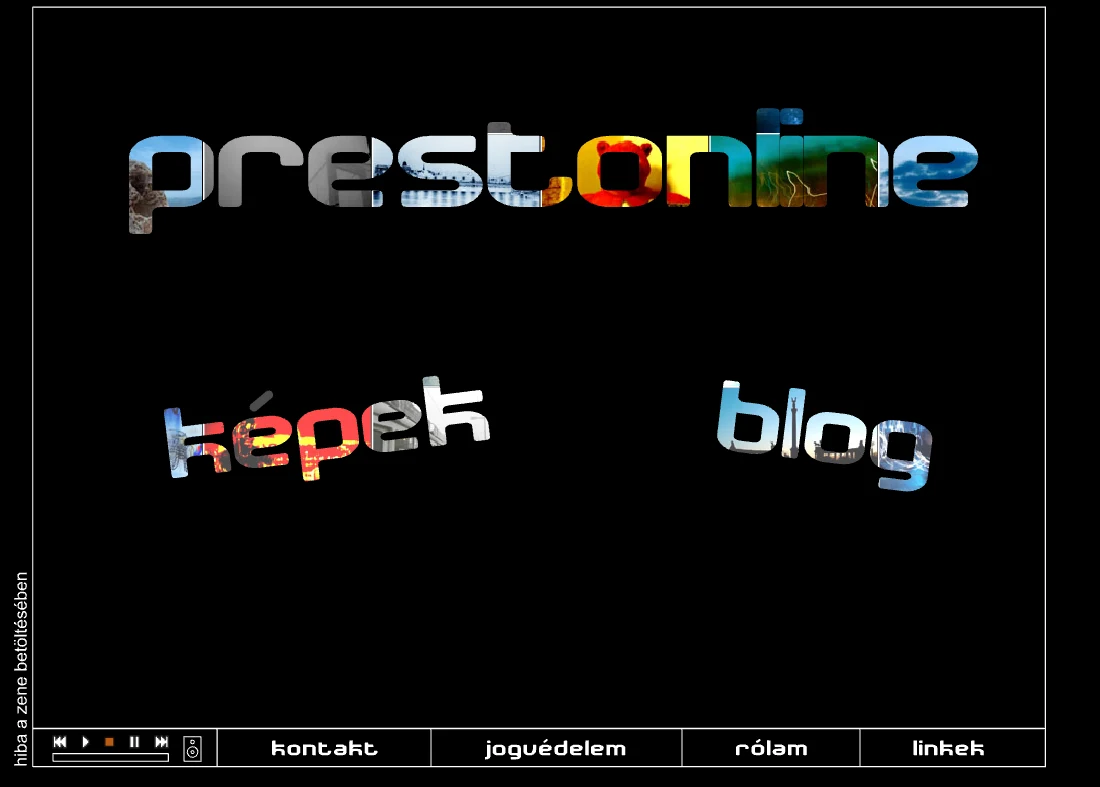 prestonline
képek
blog
hiba a zene betöltésében
kontakt
jogvédelem
rólam
linkek